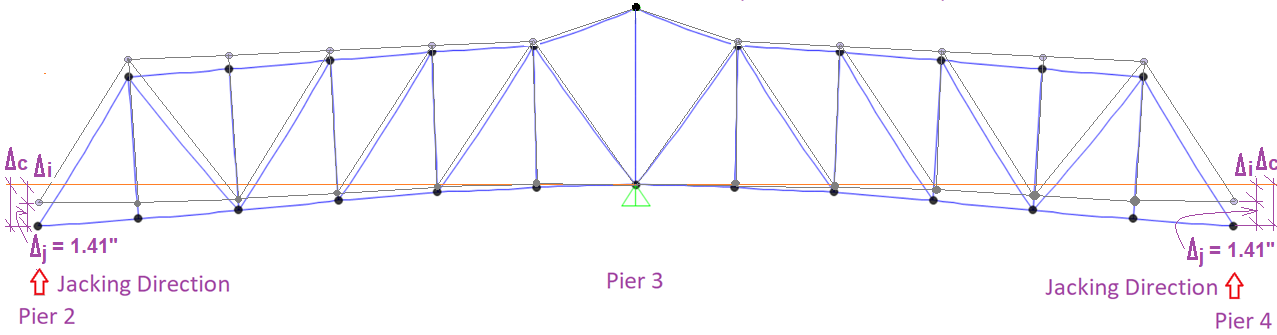 Δc Δi
Δi Δc
Δj = 1.41"
Δj = 1.41"
Jacking Direction
Pier 3
Jacking Direction
Pier 2
Pier 4